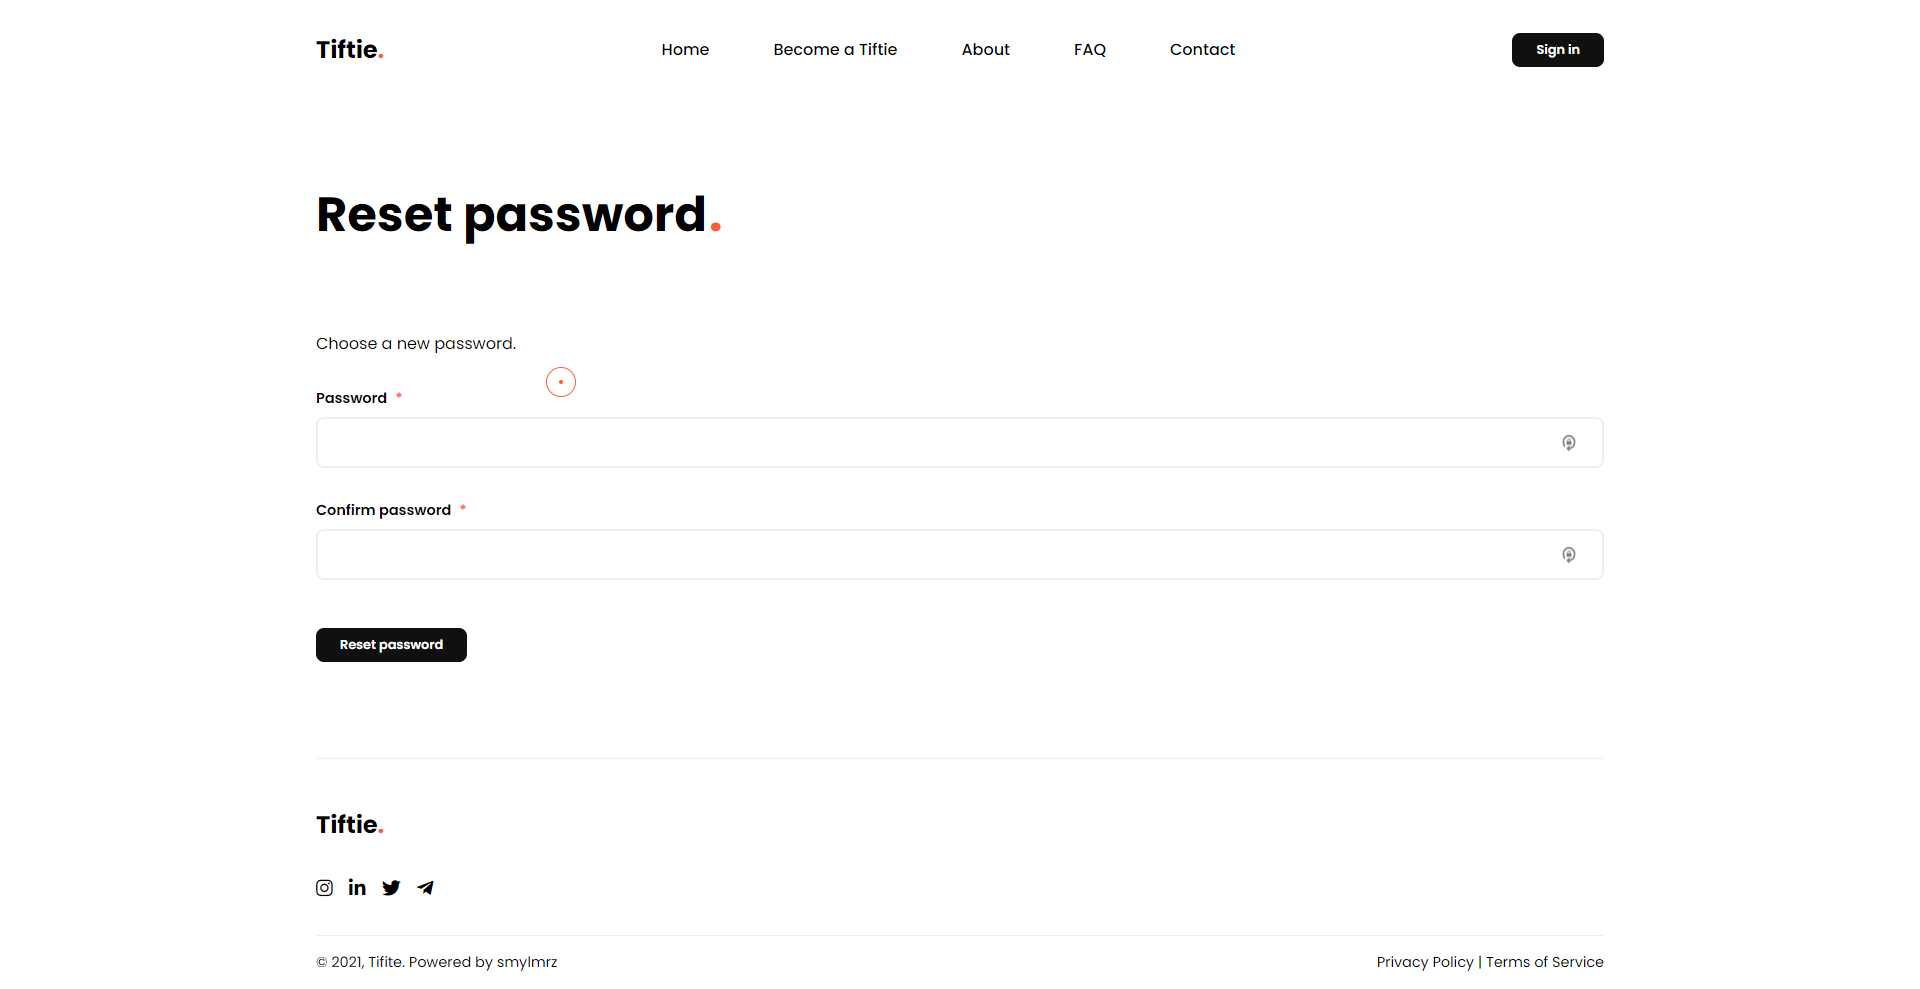 Tiftie.
Home Become a Tiftie About FAQ Contact
Sign in
Reset password.
Choose a new password.
Password *
Confirm password *
Reset password
Tiftie.
© 2021, Tifite. Powered by smylmrz
Privacy Policy | Terms of Service